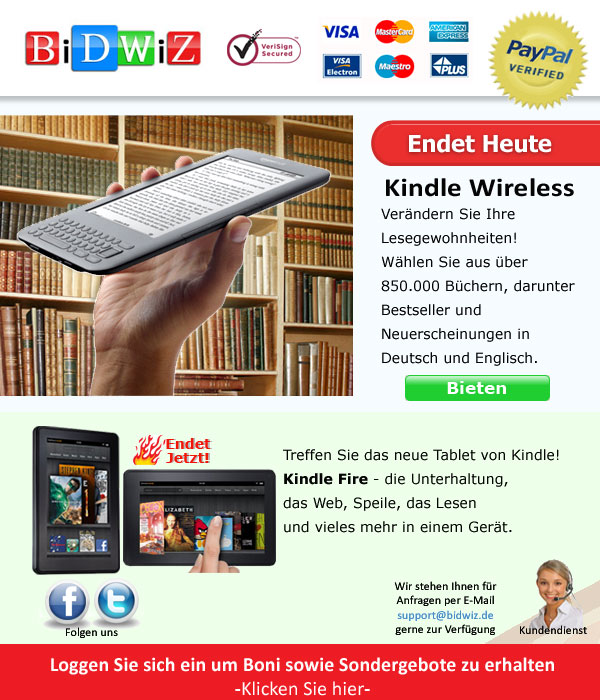 BiDWiZ
VeriSign
Secured
VISA
MasterCard
AMERICAN
EXPRESS
VISA
Electron
Maestro
PLUS
PayPal
VERIFIED
Endet Heute
Kindle Wireless
Verändern Sie Ihre
Lesegewohnheiten!
Wählen Sie aus über
850.000 Büchern, darunter
Bestseller und
Neuerscheinungen in
Deutsch und Englisch.
Bieten
Endet
Jetzt!
ELIZABETH
Treffen Sie das neue Tablet von Kindle!
Kindle Fire - die Unterhaltung,
das Web, Speile, das Lesen
und vieles mehr in einem Gerät.
Folgen uns
Wir stehen Ihnen für
Anfragen per E-Mail
support@bidwiz.de
gerne zur Verfügung
Kundendienst
Loggen Sie sich ein um Boni sowie Sondergebote zu erhalten
-Klicken Sie hier-